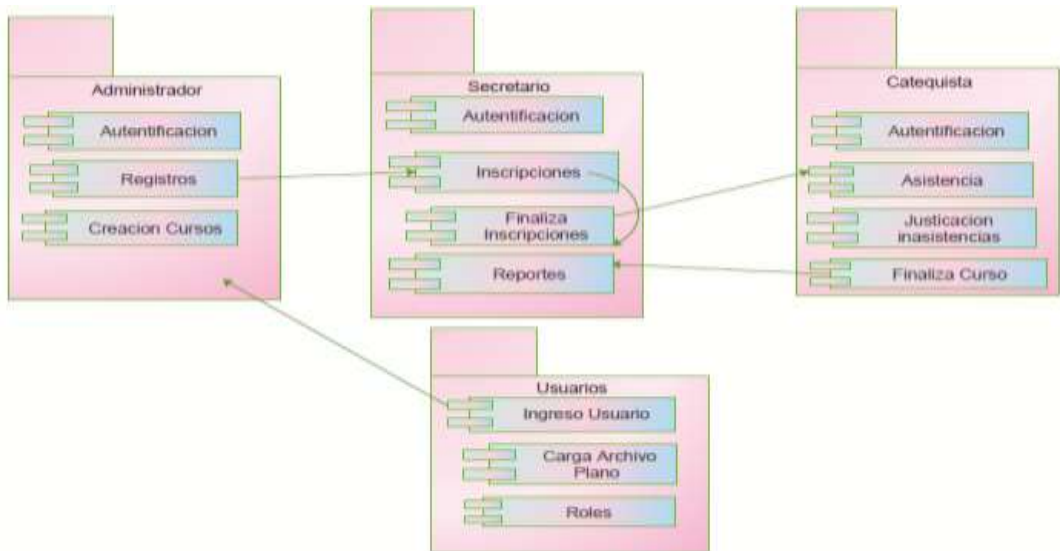 Administrador
Autentificacion
Registros
Creacion Cursos
Secretario
Autentificacion
Inscripciones
Finaliza
Inscripciones
Reportes
Catequista
Autentificacion
Asistencia
Justicacion
inasistencias
Finaliza Curso
Usuarios
Ingreso Usuario
Carga Archivo
Plano
Roles